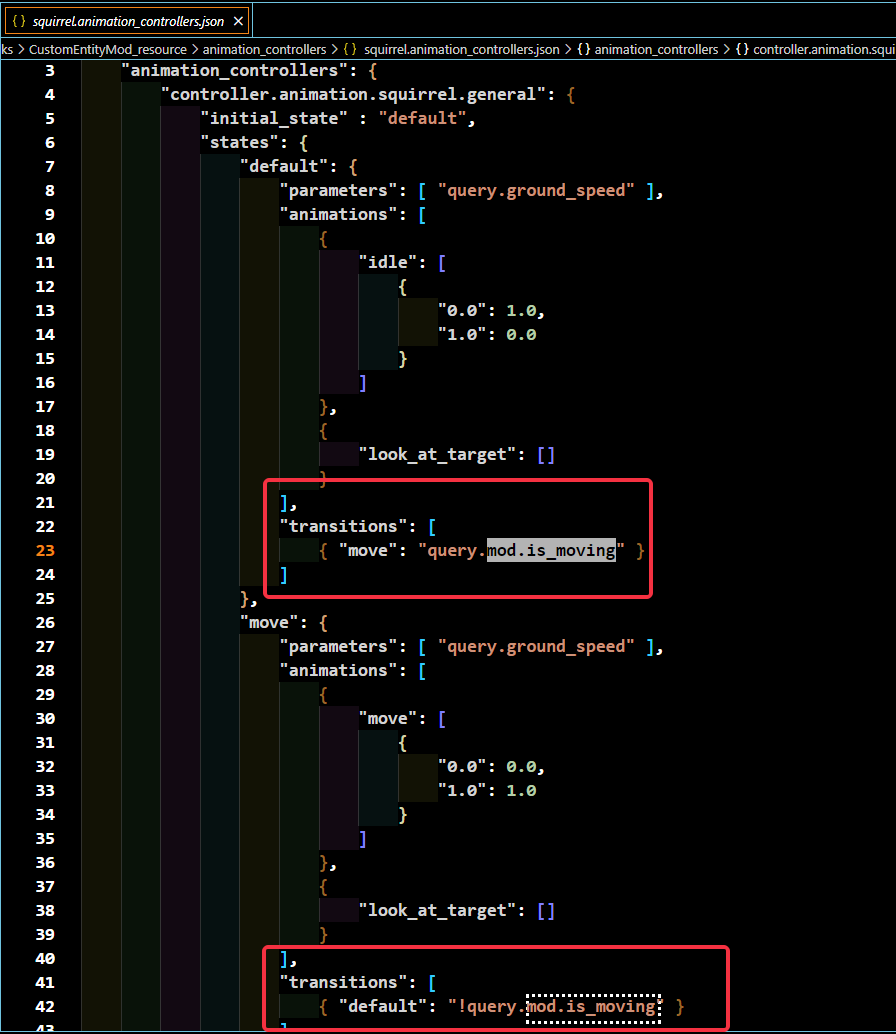 { } squirrel.animation_controllers.json ×
ks > CustomEntityMod_resource > animation_controllers > { } squirrel.animation_controllers.json > { } animation_controllers > { } controller.animation.squi
3 "animation_controllers": {
4 "controller.animation.squirrel.general": {
5 "initial_state" : "default",
6 "states": {
7 "default": {
8 "parameters": [ "query.ground_speed" ],
9 "animations": [
10 {
11 "idle": [
12 {
13 "0.0": 1.0,
14 "1.0": 0.0
15 }
16 ]
17 },
18 {
19 "look_at_target": []
20 }
21 ],
22 "transitions": [
23 { "move": "query.mod.is_moving" }
24 ]
25 },
26 "move": {
27 "parameters": [ "query.ground_speed" ],
28 "animations": [
29 {
30 "move": [
31 {
32 "0.0": 0.0,
33 "1.0": 1.0
34 }
35 ]
36 },
37 {
38 "look_at_target": []
39 }
40 ],
41 "transitions": [
42 { "default": "!query.mod.is_moving" }
43 ]